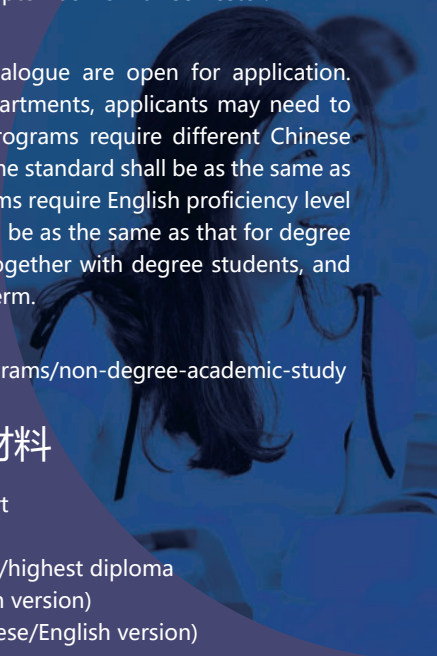 alogue are open for application.
artments, applicants may need to
rograms require different Chinese
ne standard shall be as the same as
ms require English proficiency level
be as the same as that for degree
ogether with degree students, and
erm.
rams/non-degree-academic-study
材料
t
/highest diploma
n version)
ese/English version)